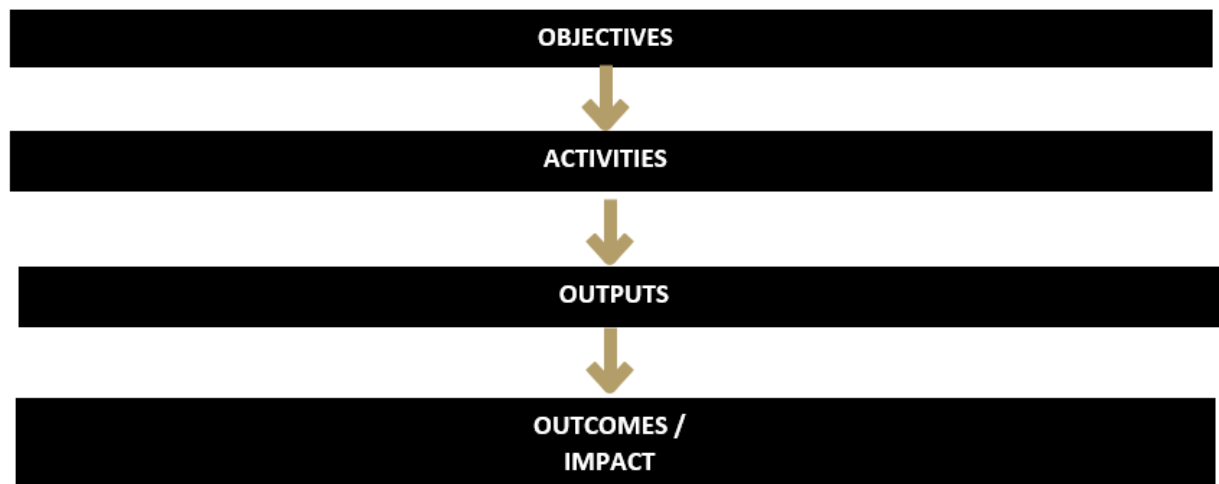 OBJECTIVES
ACTIVITIES
OUTPUTS
OUTCOMES /
IMPACT